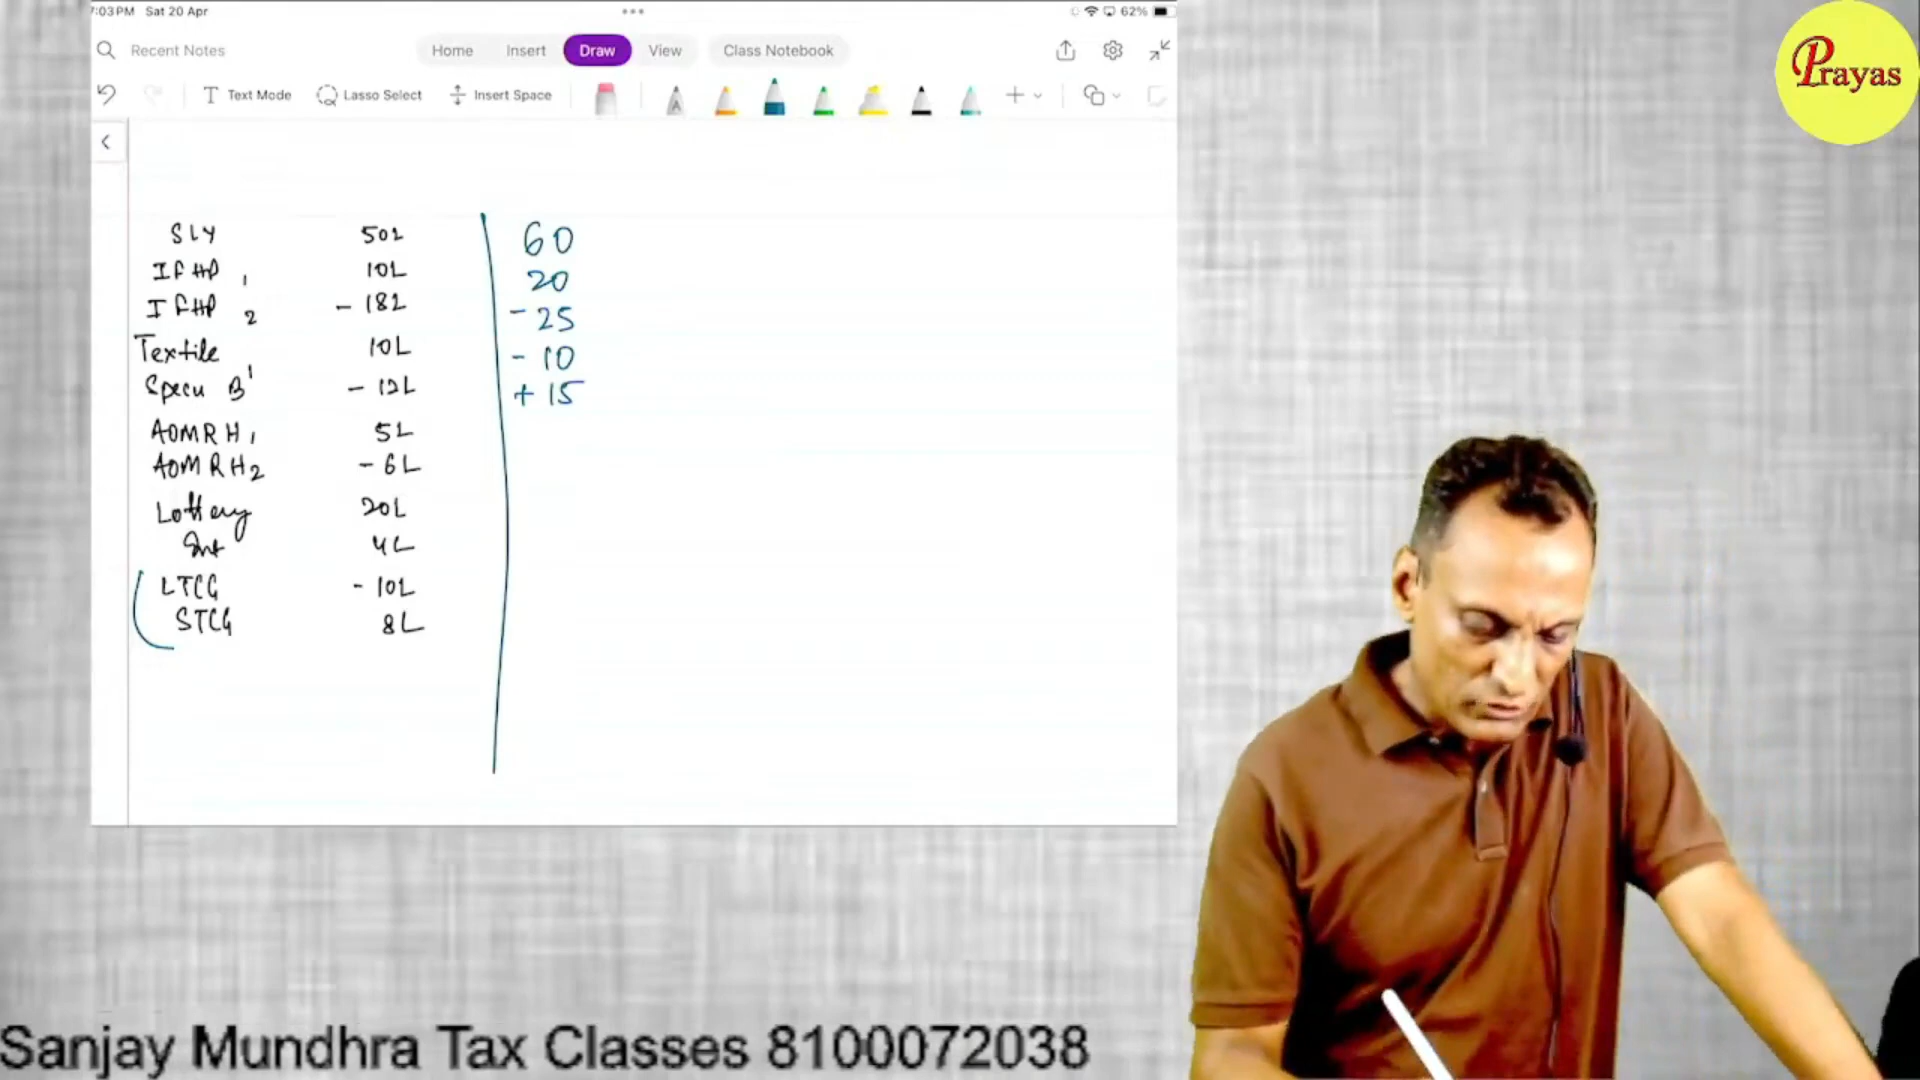 7:03 PM Sat 20 Apr
62%
Recent Notes
Home Insert Draw View Class Notebook
Text Mode Lasso Select Insert Space
Prayas
SLY 50L 60
IFHP 1 10L 20
IFHP 2 - 18L - 25
Textile 10L - 10
Specu B' - 12L + 15
AOMRH1 5L
AOMRH2 - 6L
Lottery 20L
Int 4L
LTCG - 10L
STCG 8L
Sanjay Mundhra Tax Classes 8100072038